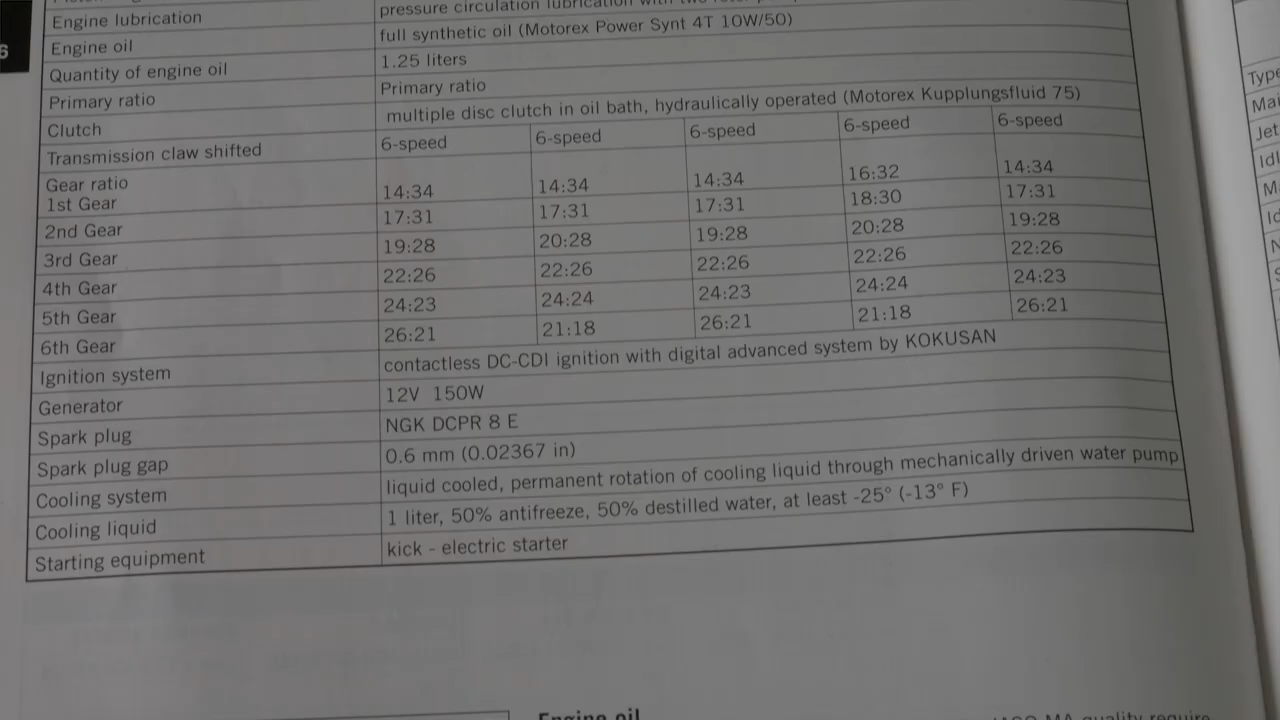 6
pressure circulation lubrication with two
Engine lubrication
full synthetic oil (Motorex Power Synt 4T 10W/50)
Engine oil
1.25 liters
Quantity of engine oil
Primary ratio
Primary ratio
multiple disc clutch in oil bath, hydraulically operated (Motorex Kupplungsfluid 75)
Clutch
6-speed 6-speed 6-speed 6-speed 6-speed
Transmission claw shifted
Gear ratio
1st Gear 14:34 14:34 14:34 16:32 14:34
2nd Gear 17:31 17:31 17:31 18:30 17:31
3rd Gear 19:28 20:28 19:28 20:28 19:28
4th Gear 22:26 22:26 22:26 22:26 22:26
5th Gear 24:23 24:24 24:23 24:24 24:23
6th Gear 26:21 21:18 26:21 21:18 26:21
Ignition system contactless DC-CDI ignition with digital advanced system by KOKUSAN
Generator 12V 150W
Spark plug NGK DCPR 8 E
Spark plug gap 0.6 mm (0.02367 in)
Cooling system liquid cooled, permanent rotation of cooling liquid through mechanically driven water pump
Cooling liquid 1 liter, 50% antifreeze, 50% destilled water, at least -25° (-13° F)
Starting equipment kick - electric starter
Engine oil
MA quality require
Type
Jet